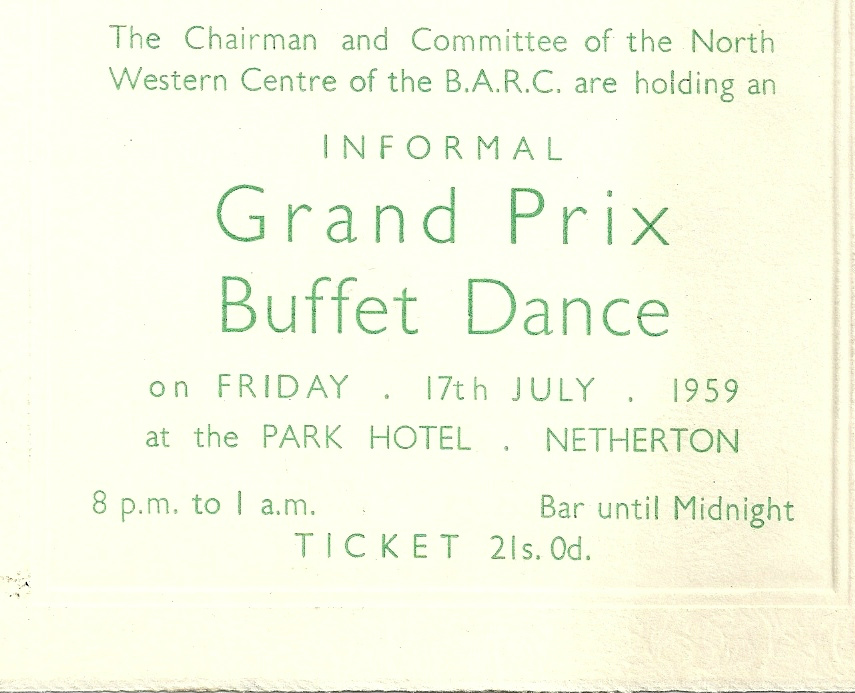 The Chairman and Committee of the North
Western Centre of the B.A.R.C. are holding an
INFORMAL
Grand Prix
Buffet Dance
on FRIDAY . 17th JULY . 1959
at the PARK HOTEL . NETHERTON
8 p.m. to 1 a.m. Bar until Midnight
TICKET 21s. 0d.